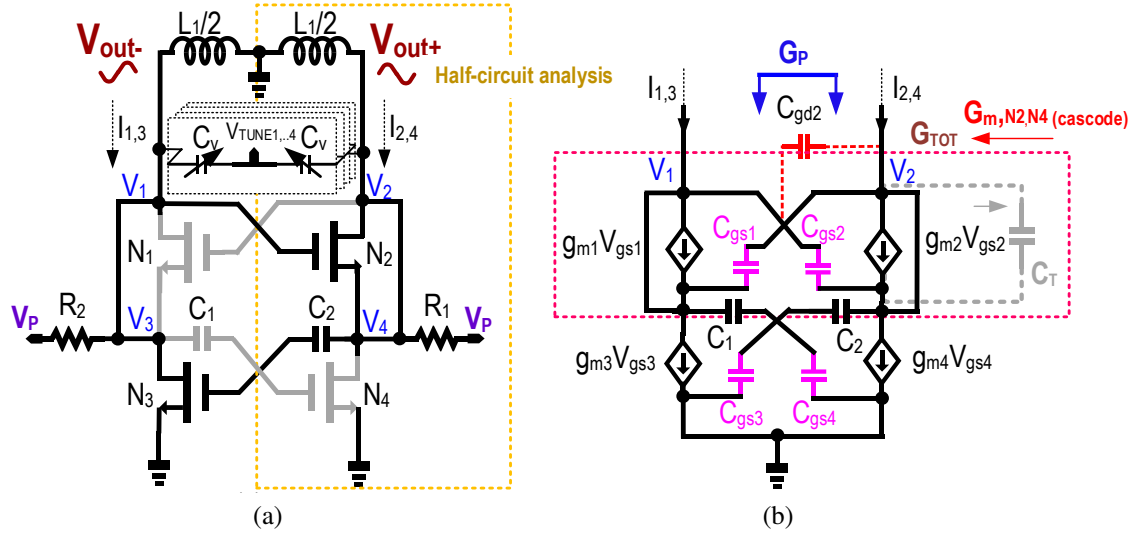 L₁/2 L₁/2
Vout- Vout+
Half-circuit analysis
I₁,₃ Cᵥ VTUNE1,..4 Cᵥ I₂,₄
V₁ V₂
N₁ N₂
R₂ C₁ C₂ R₁
VP V₃ V₄ VP
N₃ N₄
(a)
GP
I₁,₃ Cgd2 I₂,₄
Gm,N2,N4 (cascode)
GTOT
V₁ V₂
Cgs1 Cgs2
gm1Vgs1 gm2Vgs2
CT
C₁ C₂
gm3Vgs3 gm4Vgs4
Cgs3 Cgs4
(b)